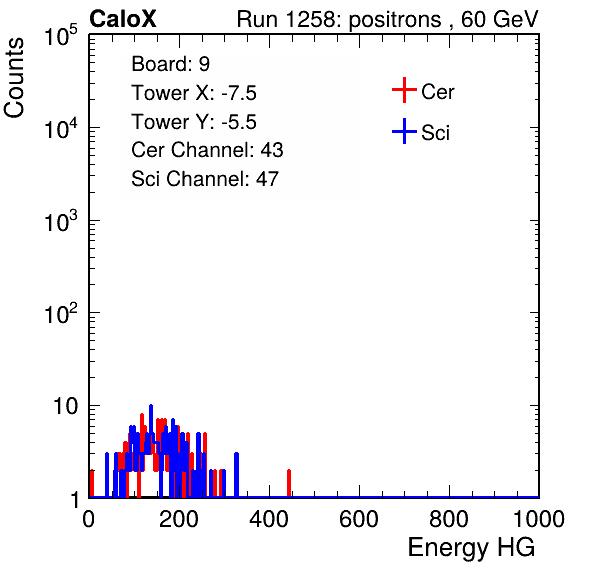 CaloX Run 1258: positrons , 60 GeV
Counts
Board: 9
Tower X: -7.5
Tower Y: -5.5
Cer Channel: 43
Sci Channel: 47
Cer
Sci
10^5
10^4
10^3
10^2
10
1
0 200 400 600 800 1000
Energy HG